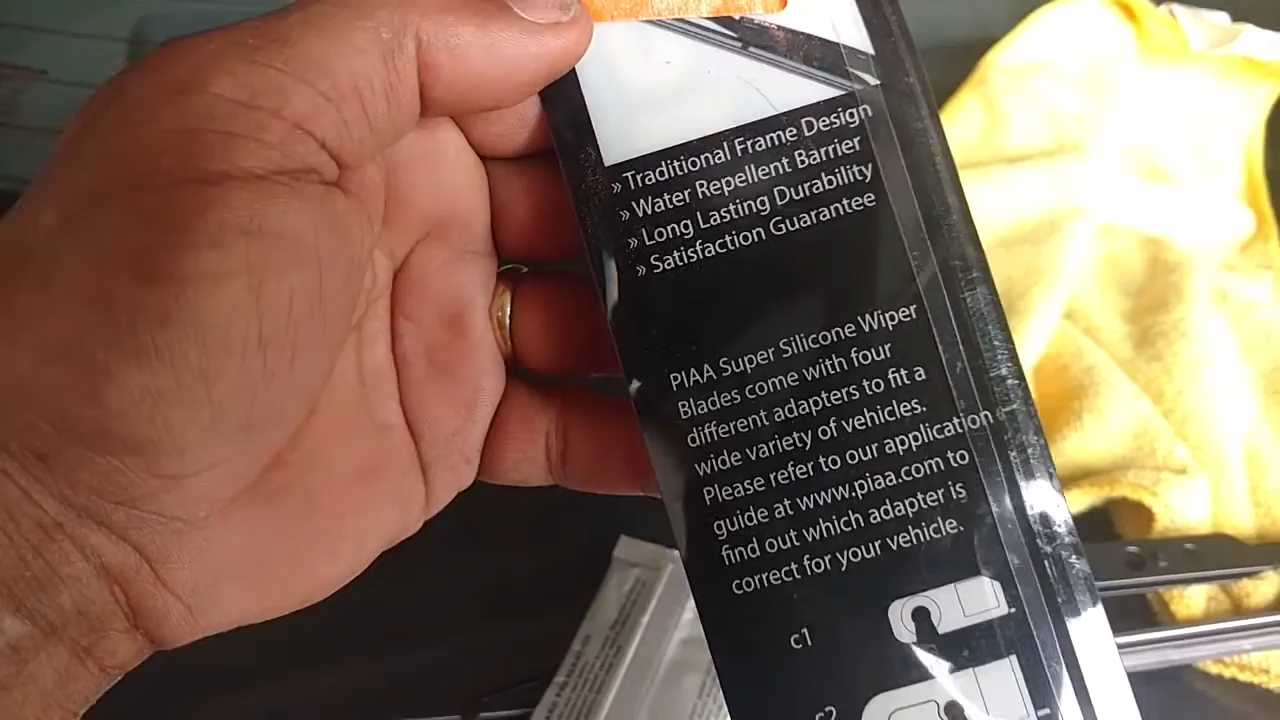 » Traditional Frame Design
» Water Repellent Barrier
» Long Lasting Durability
» Satisfaction Guarantee
PIAA Super Silicone Wiper
Blades come with four
different adapters to fit a
wide variety of vehicles.
Please refer to our application
guide at www.piaa.com to
find out which adapter is
correct for your vehicle.
c1
c2